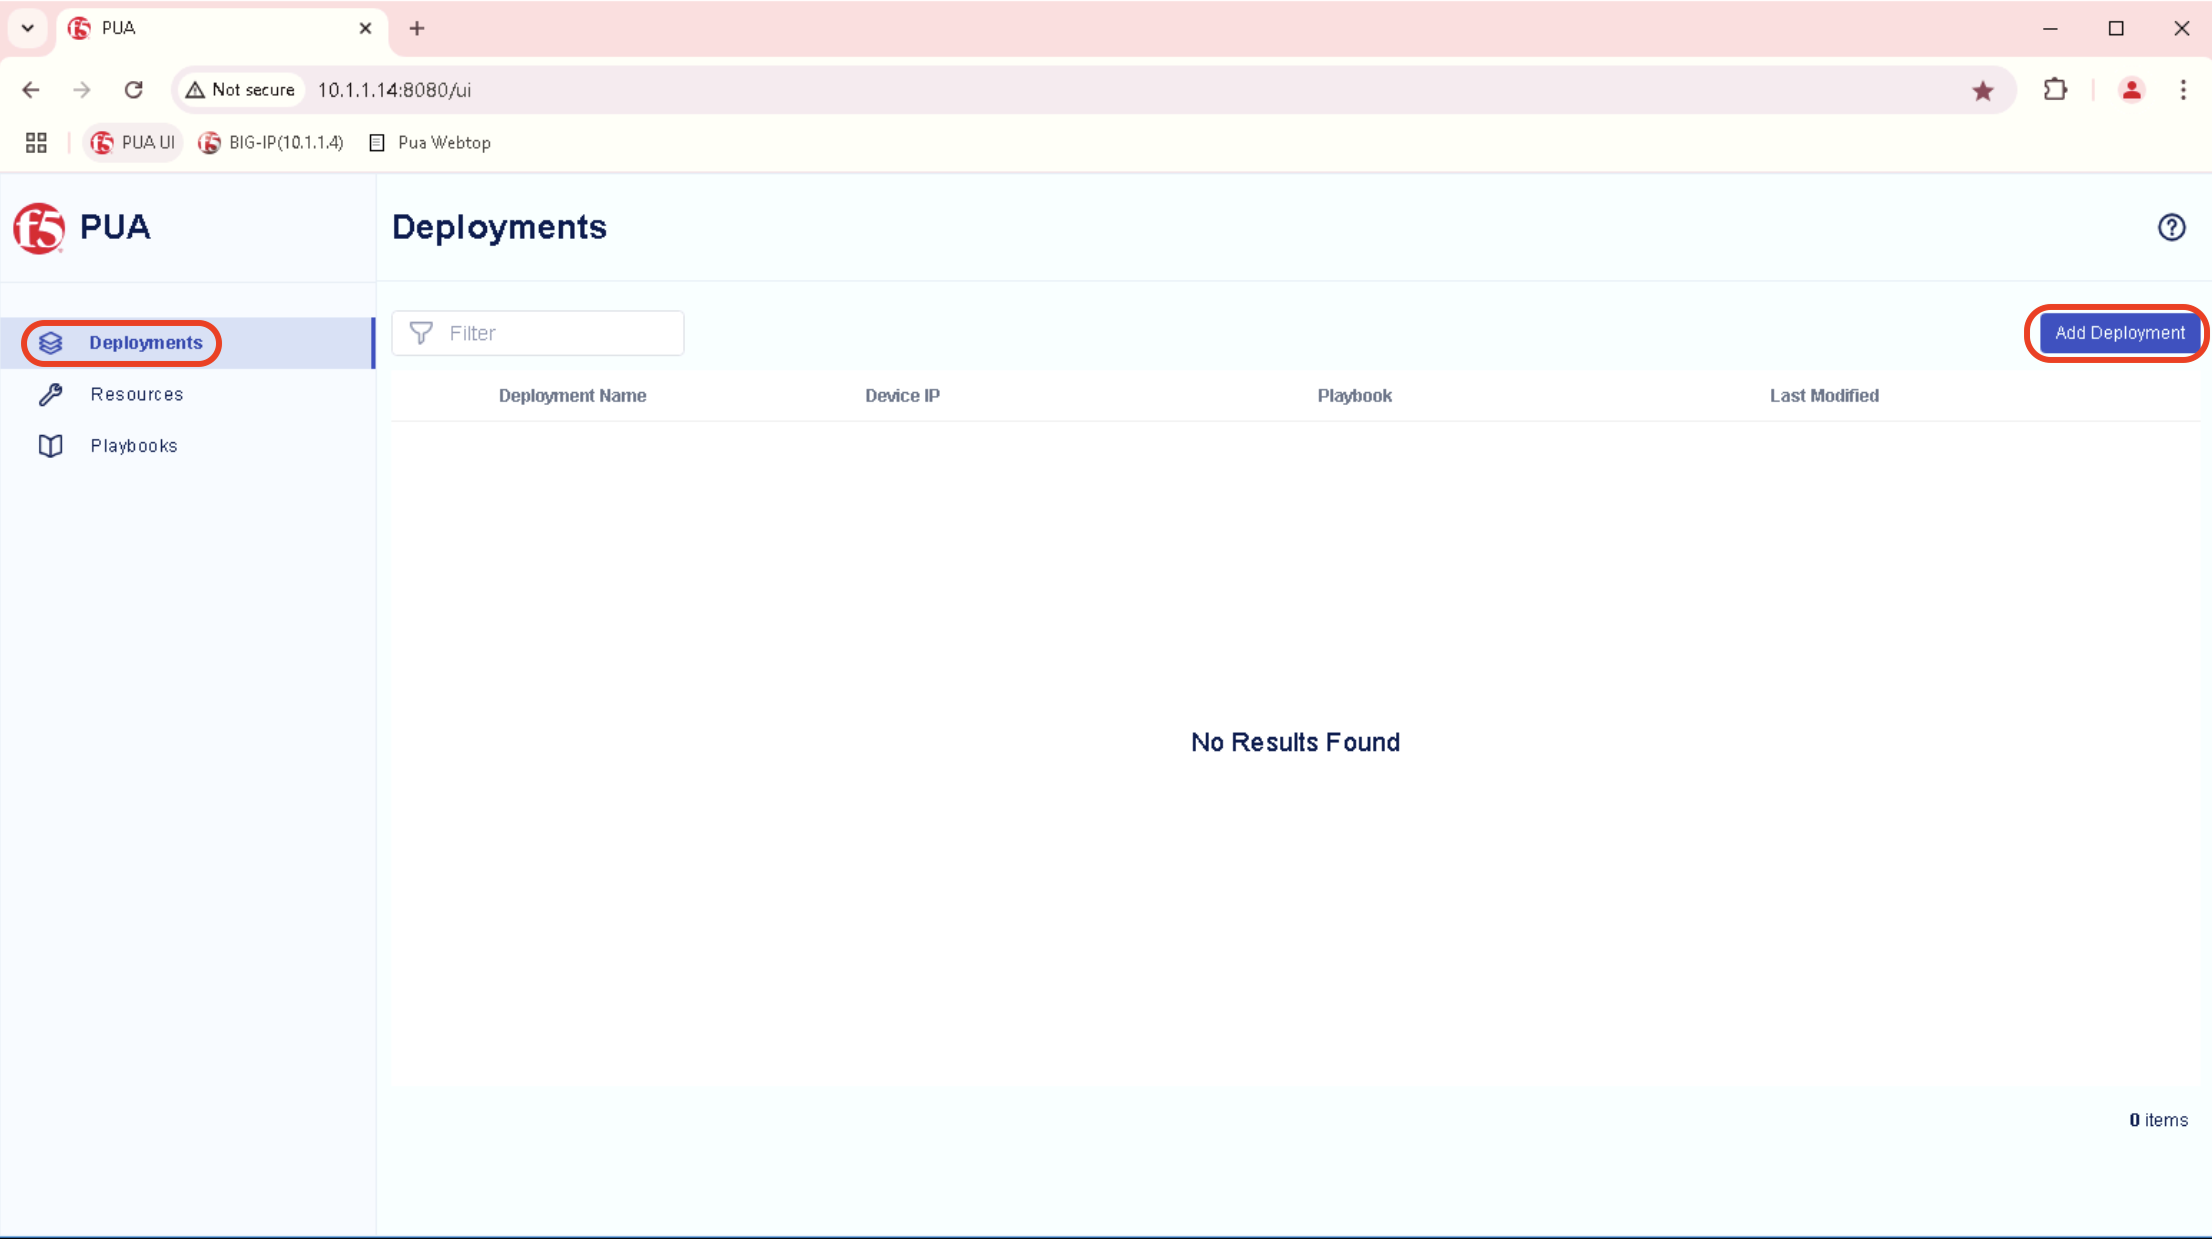 PUA
Not secure
10.1.1.14:8080/ui
PUA UI
BIG-IP(10.1.1.4)
Pua Webtop
f5 PUA
Deployments
Deployments
Resources
Playbooks
Filter
Add Deployment
Deployment Name
Device IP
Playbook
Last Modified
No Results Found
0 items